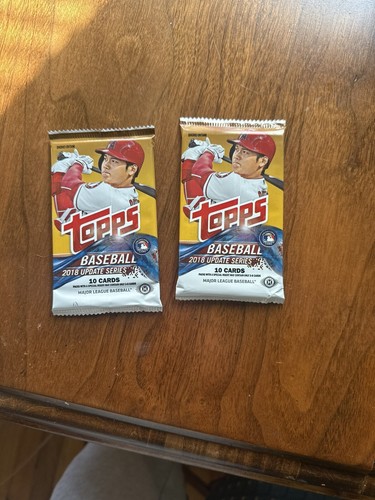 Topps
BASEBALL
2018 UPDATE SERIES
10 CARDS
MAJOR LEAGUE BASEBALL
Topps
BASEBALL
2018 UPDATE SERIES
10 CARDS
MAJOR LEAGUE BASEBALL